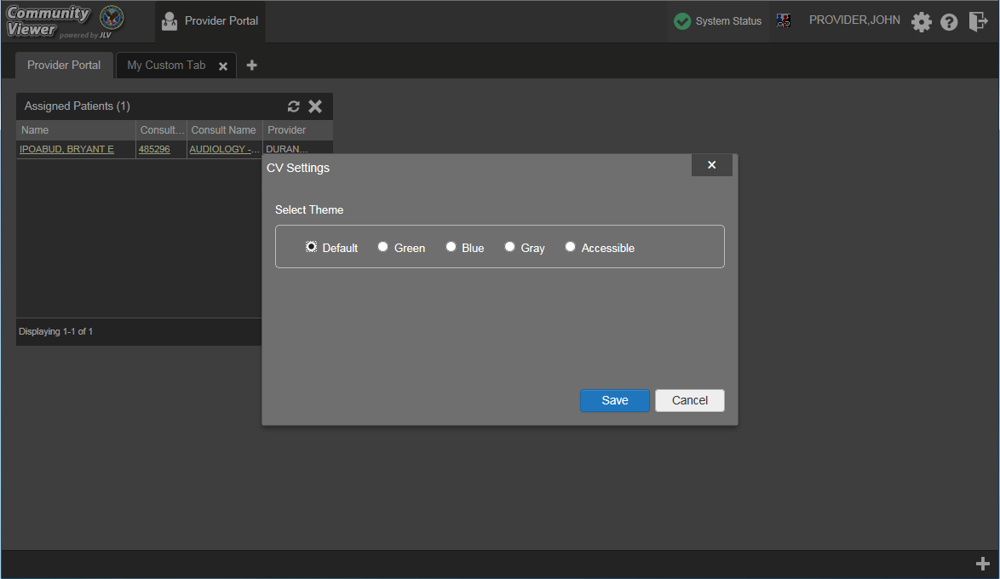 Community
Viewer
powered by JLV
Provider Portal
System Status
PROVIDER,JOHN
Provider Portal
My Custom Tab
Assigned Patients (1)
Name Consult... Consult Name Provider
IPOABUD, BRYANT E 485296 AUDIOLOGY -... DURAN...
CV Settings
Select Theme
Default Green Blue Gray Accessible
Displaying 1-1 of 1
Save Cancel